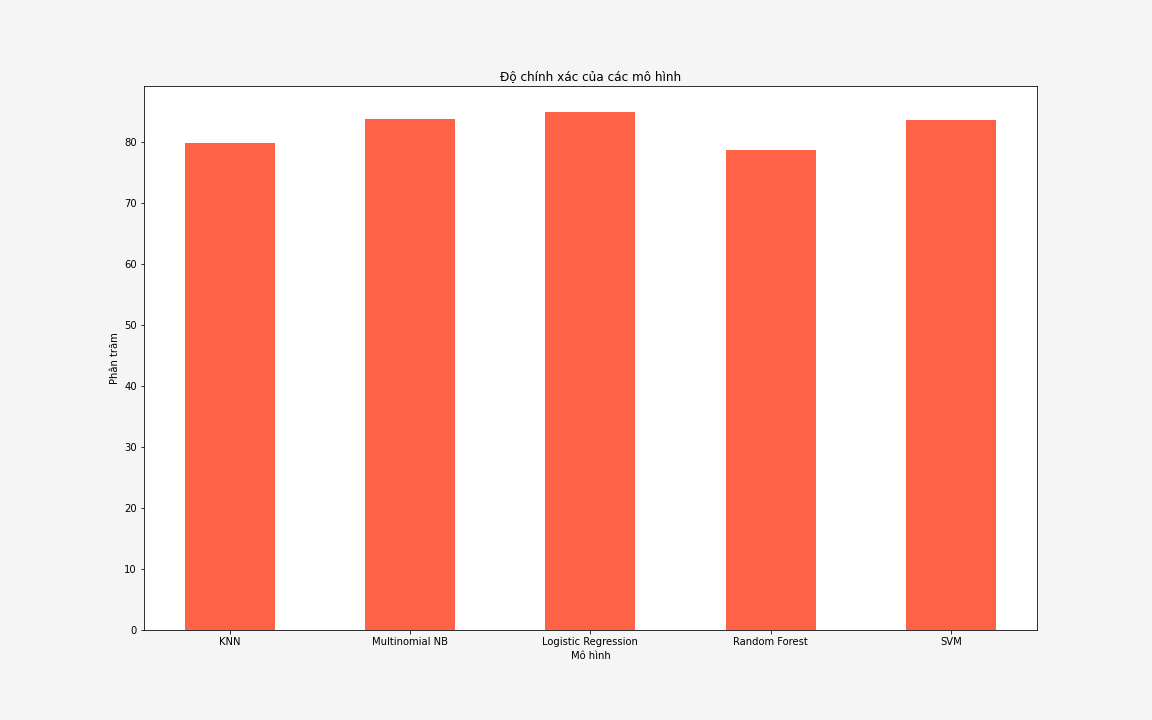 Độ chính xác của các mô hình
Phân trăm
80
70
60
50
40
30
20
10
0
KNN
Multinomial NB
Logistic Regression
Random Forest
SVM
Mô hình